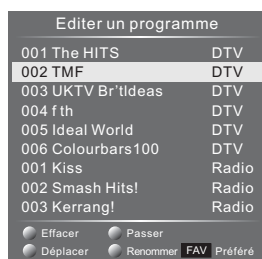 Editer un programme
001 The HITS DTV
002 TMF DTV
003 UKTV Br'tIdeas DTV
004 f th DTV
005 Ideal World DTV
006 Colourbars100 DTV
001 Kiss Radio
002 Smash Hits! Radio
003 Kerrang! Radio
Effacer Passer
Déplacer Renommer FAV Préféré